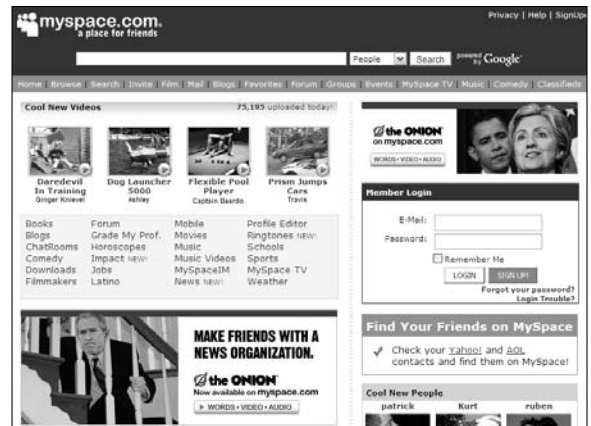 myspace.com.
a place for friends
Privacy | Help | SignUp
People Search powered by Google
Home | Browse | Search | Invite | Film | Mail | Blogs | Favorites | Forum | Groups | Events | MySpace TV | Music | Comedy | Classifieds
Cool New Videos 75,195 uploaded today!
Daredevil In Training
Ginger Knievel
Dog Launcher 5000
Ashley
Flexible Pool Player
Captain Beardo
Prism Jumps Cars
Travis
Books Forum Mobile Profile Editor
Blogs Grade My Prof. Movies Ringtones NEW!
ChatRooms Horoscopes Music Schools
Comedy Impact NEW! Music Videos Sports
Downloads Jobs MySpaceIM MySpace TV
Filmmakers Latino News NEW! Weather
MAKE FRIENDS WITH A
NEWS ORGANIZATION.
the ONION
Now available on myspace.com
WORDS • VIDEO • AUDIO
the ONION
on myspace.com
WORDS • VIDEO • AUDIO
Member Login
E-Mail:
Password:
Remember Me
LOGIN SIGN UP!
Forgot your password?
Login Trouble?
Find Your Friends on MySpace
Check your Yahoo! and AOL
contacts and find them on MySpace!
Cool New People
patrick Kurt ruben